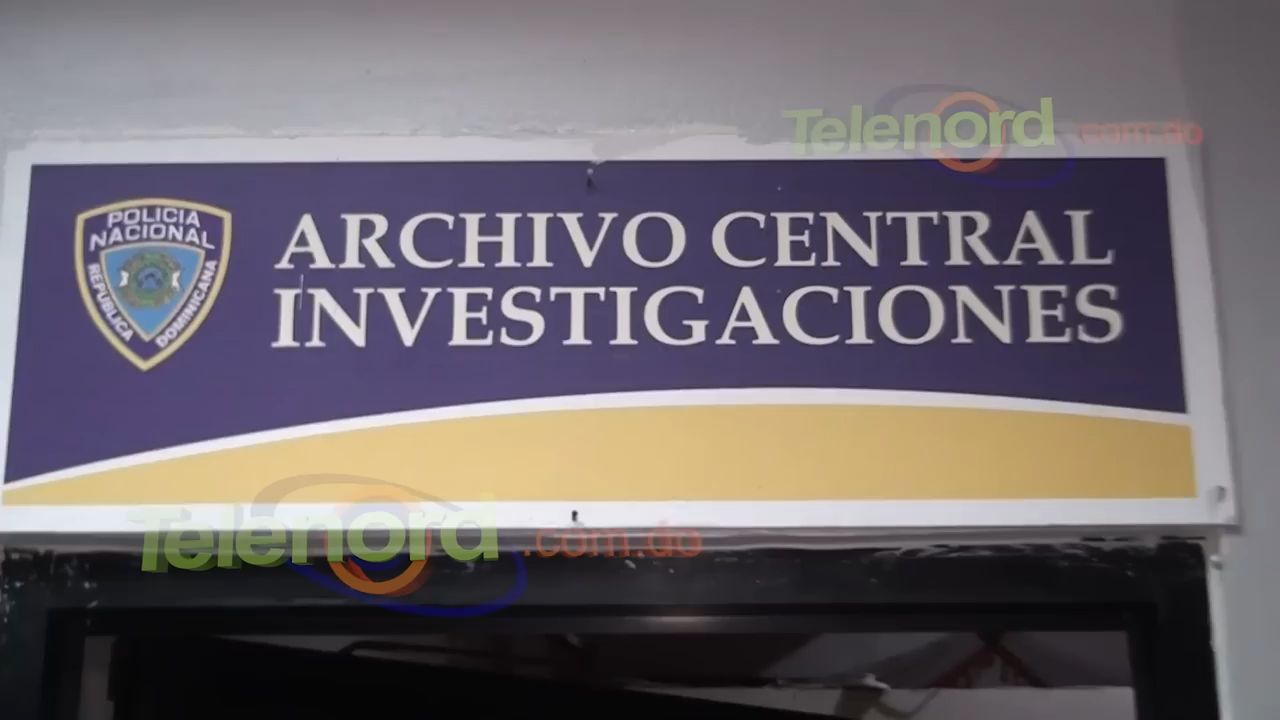 Telenord.com.do
POLICIA
NACIONAL
REPUBLICA
DOMINICANA
ARCHIVO CENTRAL
INVESTIGACIONES
Telenord.com.do